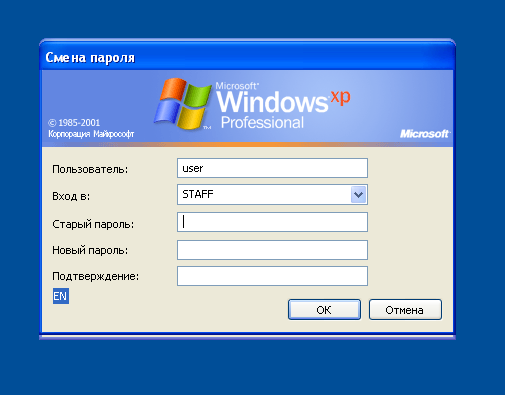 Смена пароля
Microsoft®
Windows xp
Professional
© 1985-2001
Корпорация Майкрософт
Microsoft®
Пользователь: user
Вход в: STAFF
Старый пароль:
Новый пароль:
Подтверждение:
EN
OK Отмена